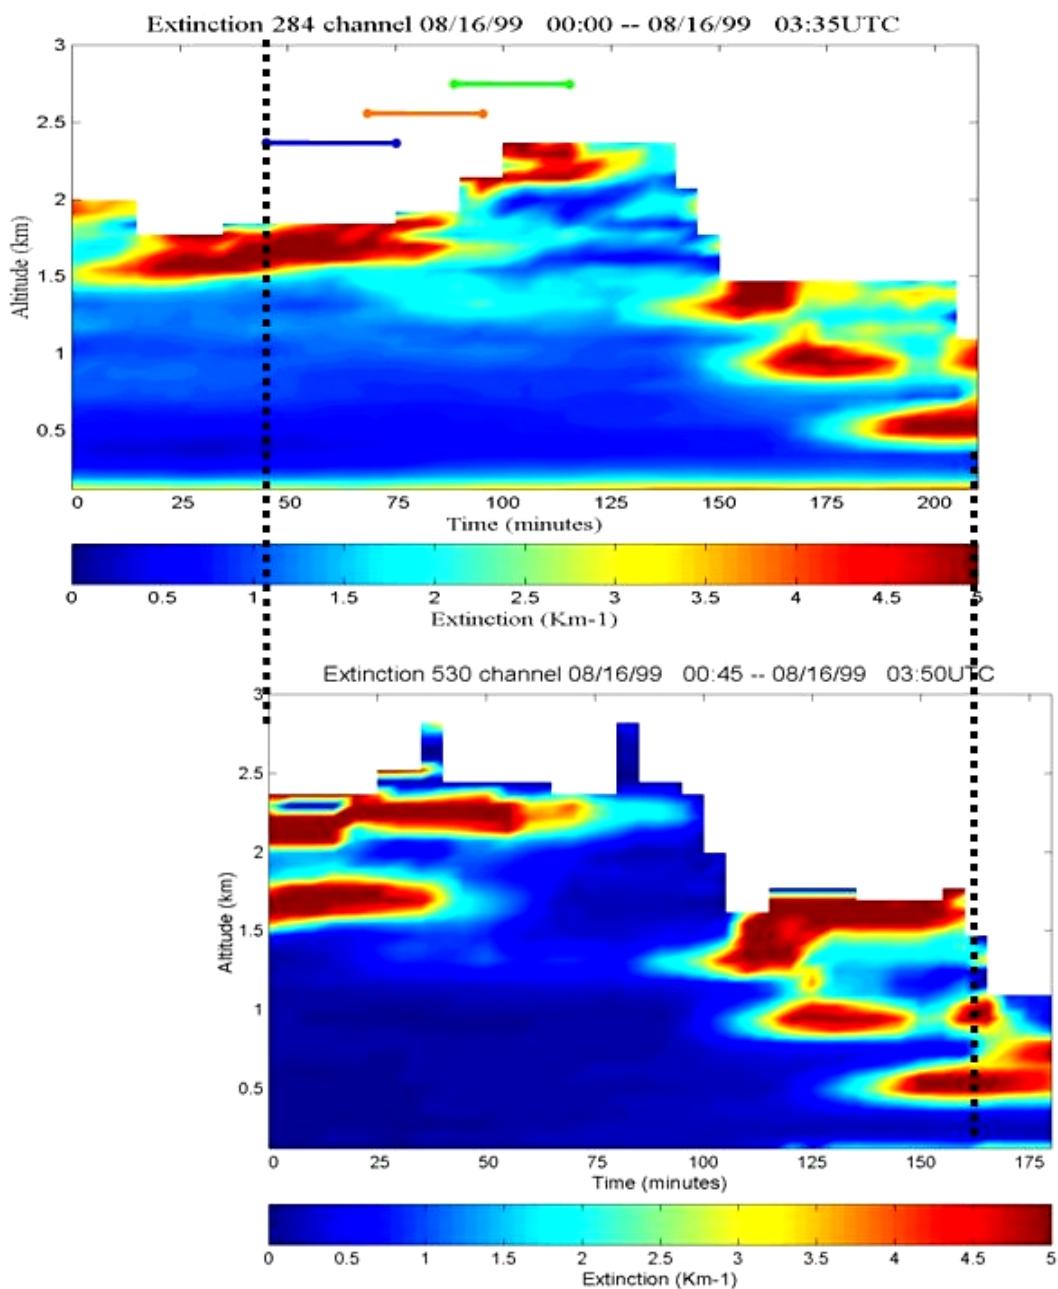 Extinction 284 channel 08/16/99 00:00 -- 08/16/99 03:35UTC
3
2.5
2
1.5
1
0.5
Altitude (km)
0 25 50 75 100 125 150 175 200
Time (minutes)
0 0.5 1 1.5 2 2.5 3 3.5 4 4.5 5
Extinction (Km-1)
Extinction 530 channel 08/16/99 00:45 -- 08/16/99 03:50UTC
3
2.5
2
1.5
1
0.5
Altitude (km)
0 25 50 75 100 125 150 175
Time (minutes)
0 0.5 1 1.5 2 2.5 3 3.5 4 4.5 5
Extinction (Km-1)